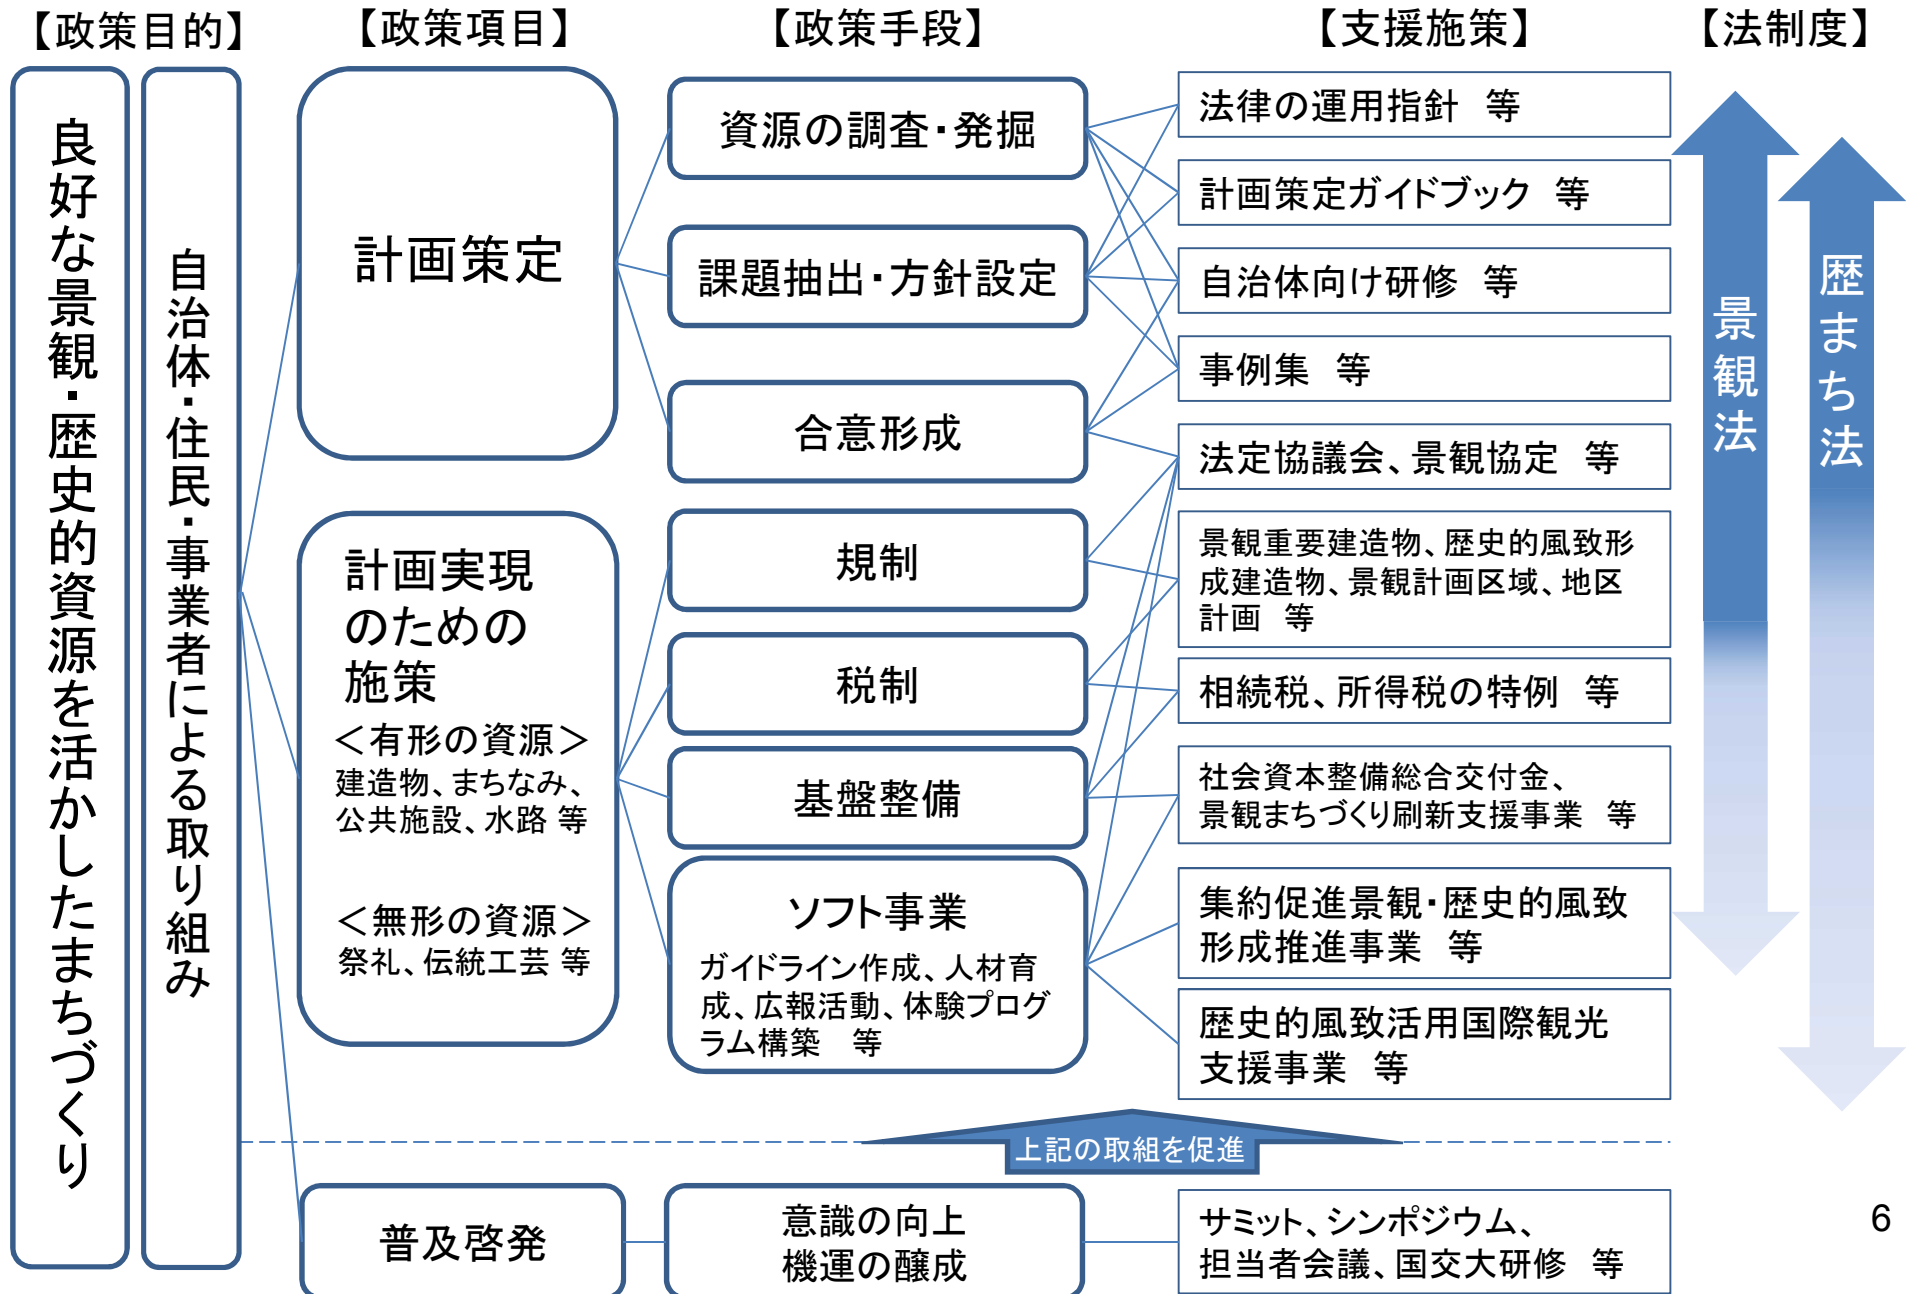 【政策目的】
【政策項目】
【政策手段】
【支援施策】
【法制度】
良好な景観・歴史的資源を活かしたまちづくり
自治体・住民・事業者による取り組み
計画策定
計画実現
のための
施策
＜有形の資源＞
建造物、まちなみ、
公共施設、水路 等
＜無形の資源＞
祭礼、伝統工芸 等
普及啓発
資源の調査・発掘
課題抽出・方針設定
合意形成
規制
税制
基盤整備
ソフト事業
ガイドライン作成、人材育
成、広報活動、体験プログ
ラム構築　等
意識の向上
機運の醸成
法律の運用指針　等
計画策定ガイドブック　等
自治体向け研修　等
事例集　等
法定協議会、景観協定　等
景観重要建造物、歴史的風致形
成建造物、景観計画区域、地区
計画　等
相続税、所得税の特例　等
社会資本整備総合交付金、
景観まちづくり刷新支援事業　等
集約促進景観・歴史的風致
形成推進事業　等
歴史的風致活用国際観光
支援事業　等
サミット、シンポジウム、
担当者会議、国交大研修　等
景観法
歴まち法
上記の取組を促進
6